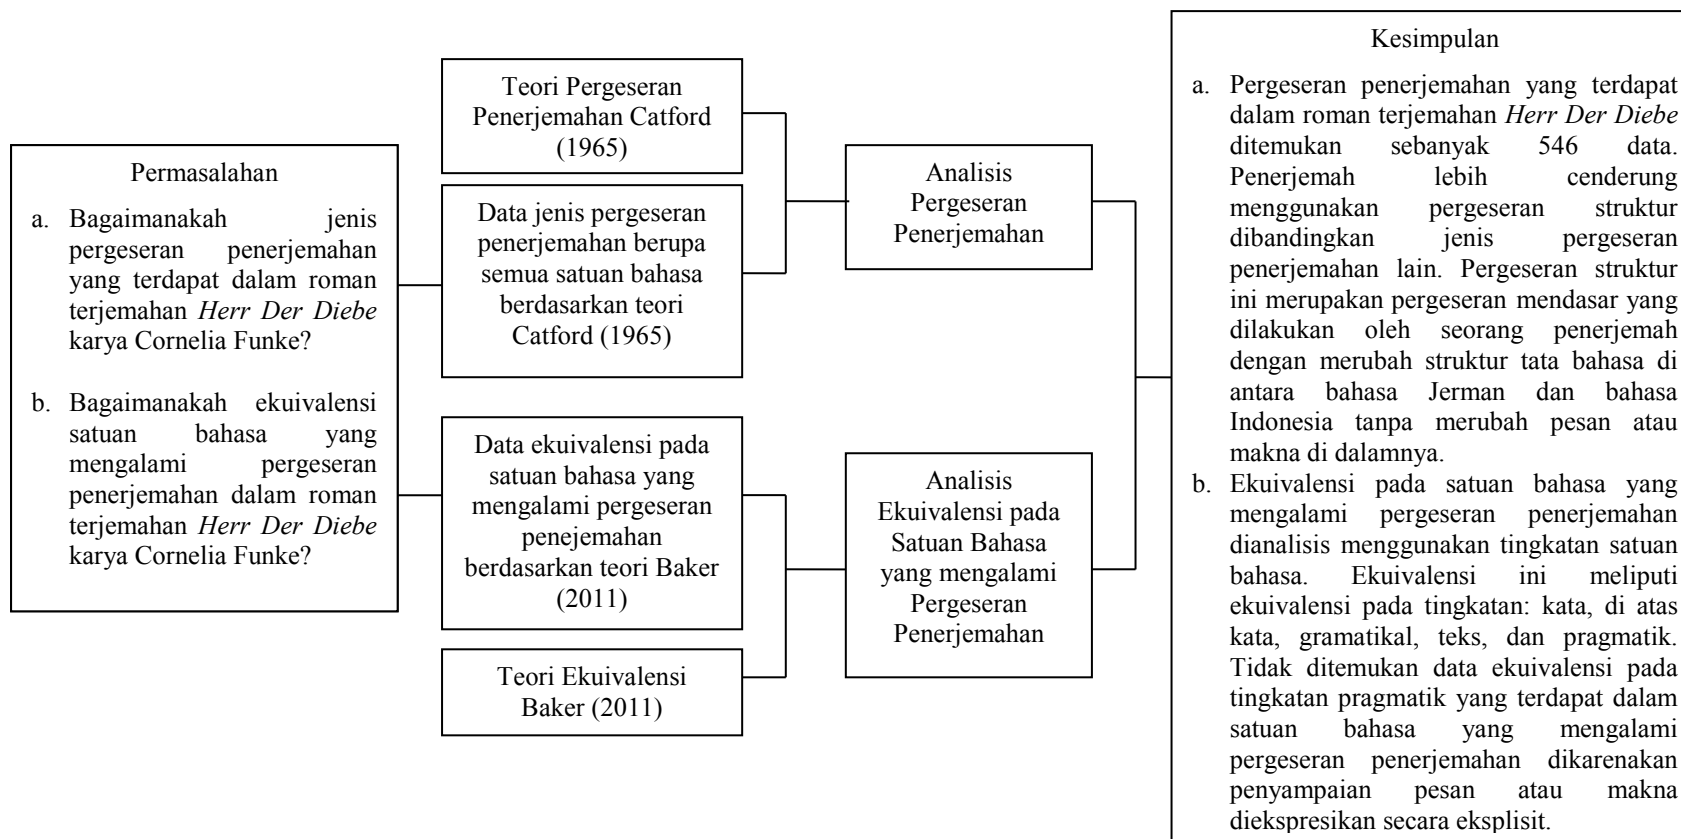 Permasalahan
a. Bagaimanakah jenis
pergeseran penerjemahan
yang terdapat dalam roman
terjemahan Herr Der Diebe
karya Cornelia Funke?
b. Bagaimanakah ekuivalensi
satuan bahasa yang
mengalami pergeseran
penerjemahan dalam roman
terjemahan Herr Der Diebe
karya Cornelia Funke?
Teori Pergeseran
Penerjemahan Catford
(1965)
Data jenis pergeseran
penerjemahan berupa
semua satuan bahasa
berdasarkan teori
Catford (1965)
Data ekuivalensi pada
satuan bahasa yang
mengalami pergeseran
penejemahan
berdasarkan teori Baker
(2011)
Teori Ekuivalensi
Baker (2011)
Analisis
Pergeseran
Penerjemahan
Analisis
Ekuivalensi pada
Satuan Bahasa
yang mengalami
Pergeseran
Penerjemahan
Kesimpulan
a. Pergeseran penerjemahan yang terdapat
dalam roman terjemahan Herr Der Diebe
ditemukan sebanyak 546 data.
Penerjemah lebih cenderung
menggunakan pergeseran struktur
dibandingkan jenis pergeseran
penerjemahan lain. Pergeseran struktur
ini merupakan pergeseran mendasar yang
dilakukan oleh seorang penerjemah
dengan merubah struktur tata bahasa di
antara bahasa Jerman dan bahasa
Indonesia tanpa merubah pesan atau
makna di dalamnya.
b. Ekuivalensi pada satuan bahasa yang
mengalami pergeseran penerjemahan
dianalisis menggunakan tingkatan satuan
bahasa. Ekuivalensi ini meliputi
ekuivalensi pada tingkatan: kata, di atas
kata, gramatikal, teks, dan pragmatik.
Tidak ditemukan data ekuivalensi pada
tingkatan pragmatik yang terdapat dalam
satuan bahasa yang mengalami
pergeseran penerjemahan dikarenakan
penyampaian pesan atau makna
diekspresikan secara eksplisit.